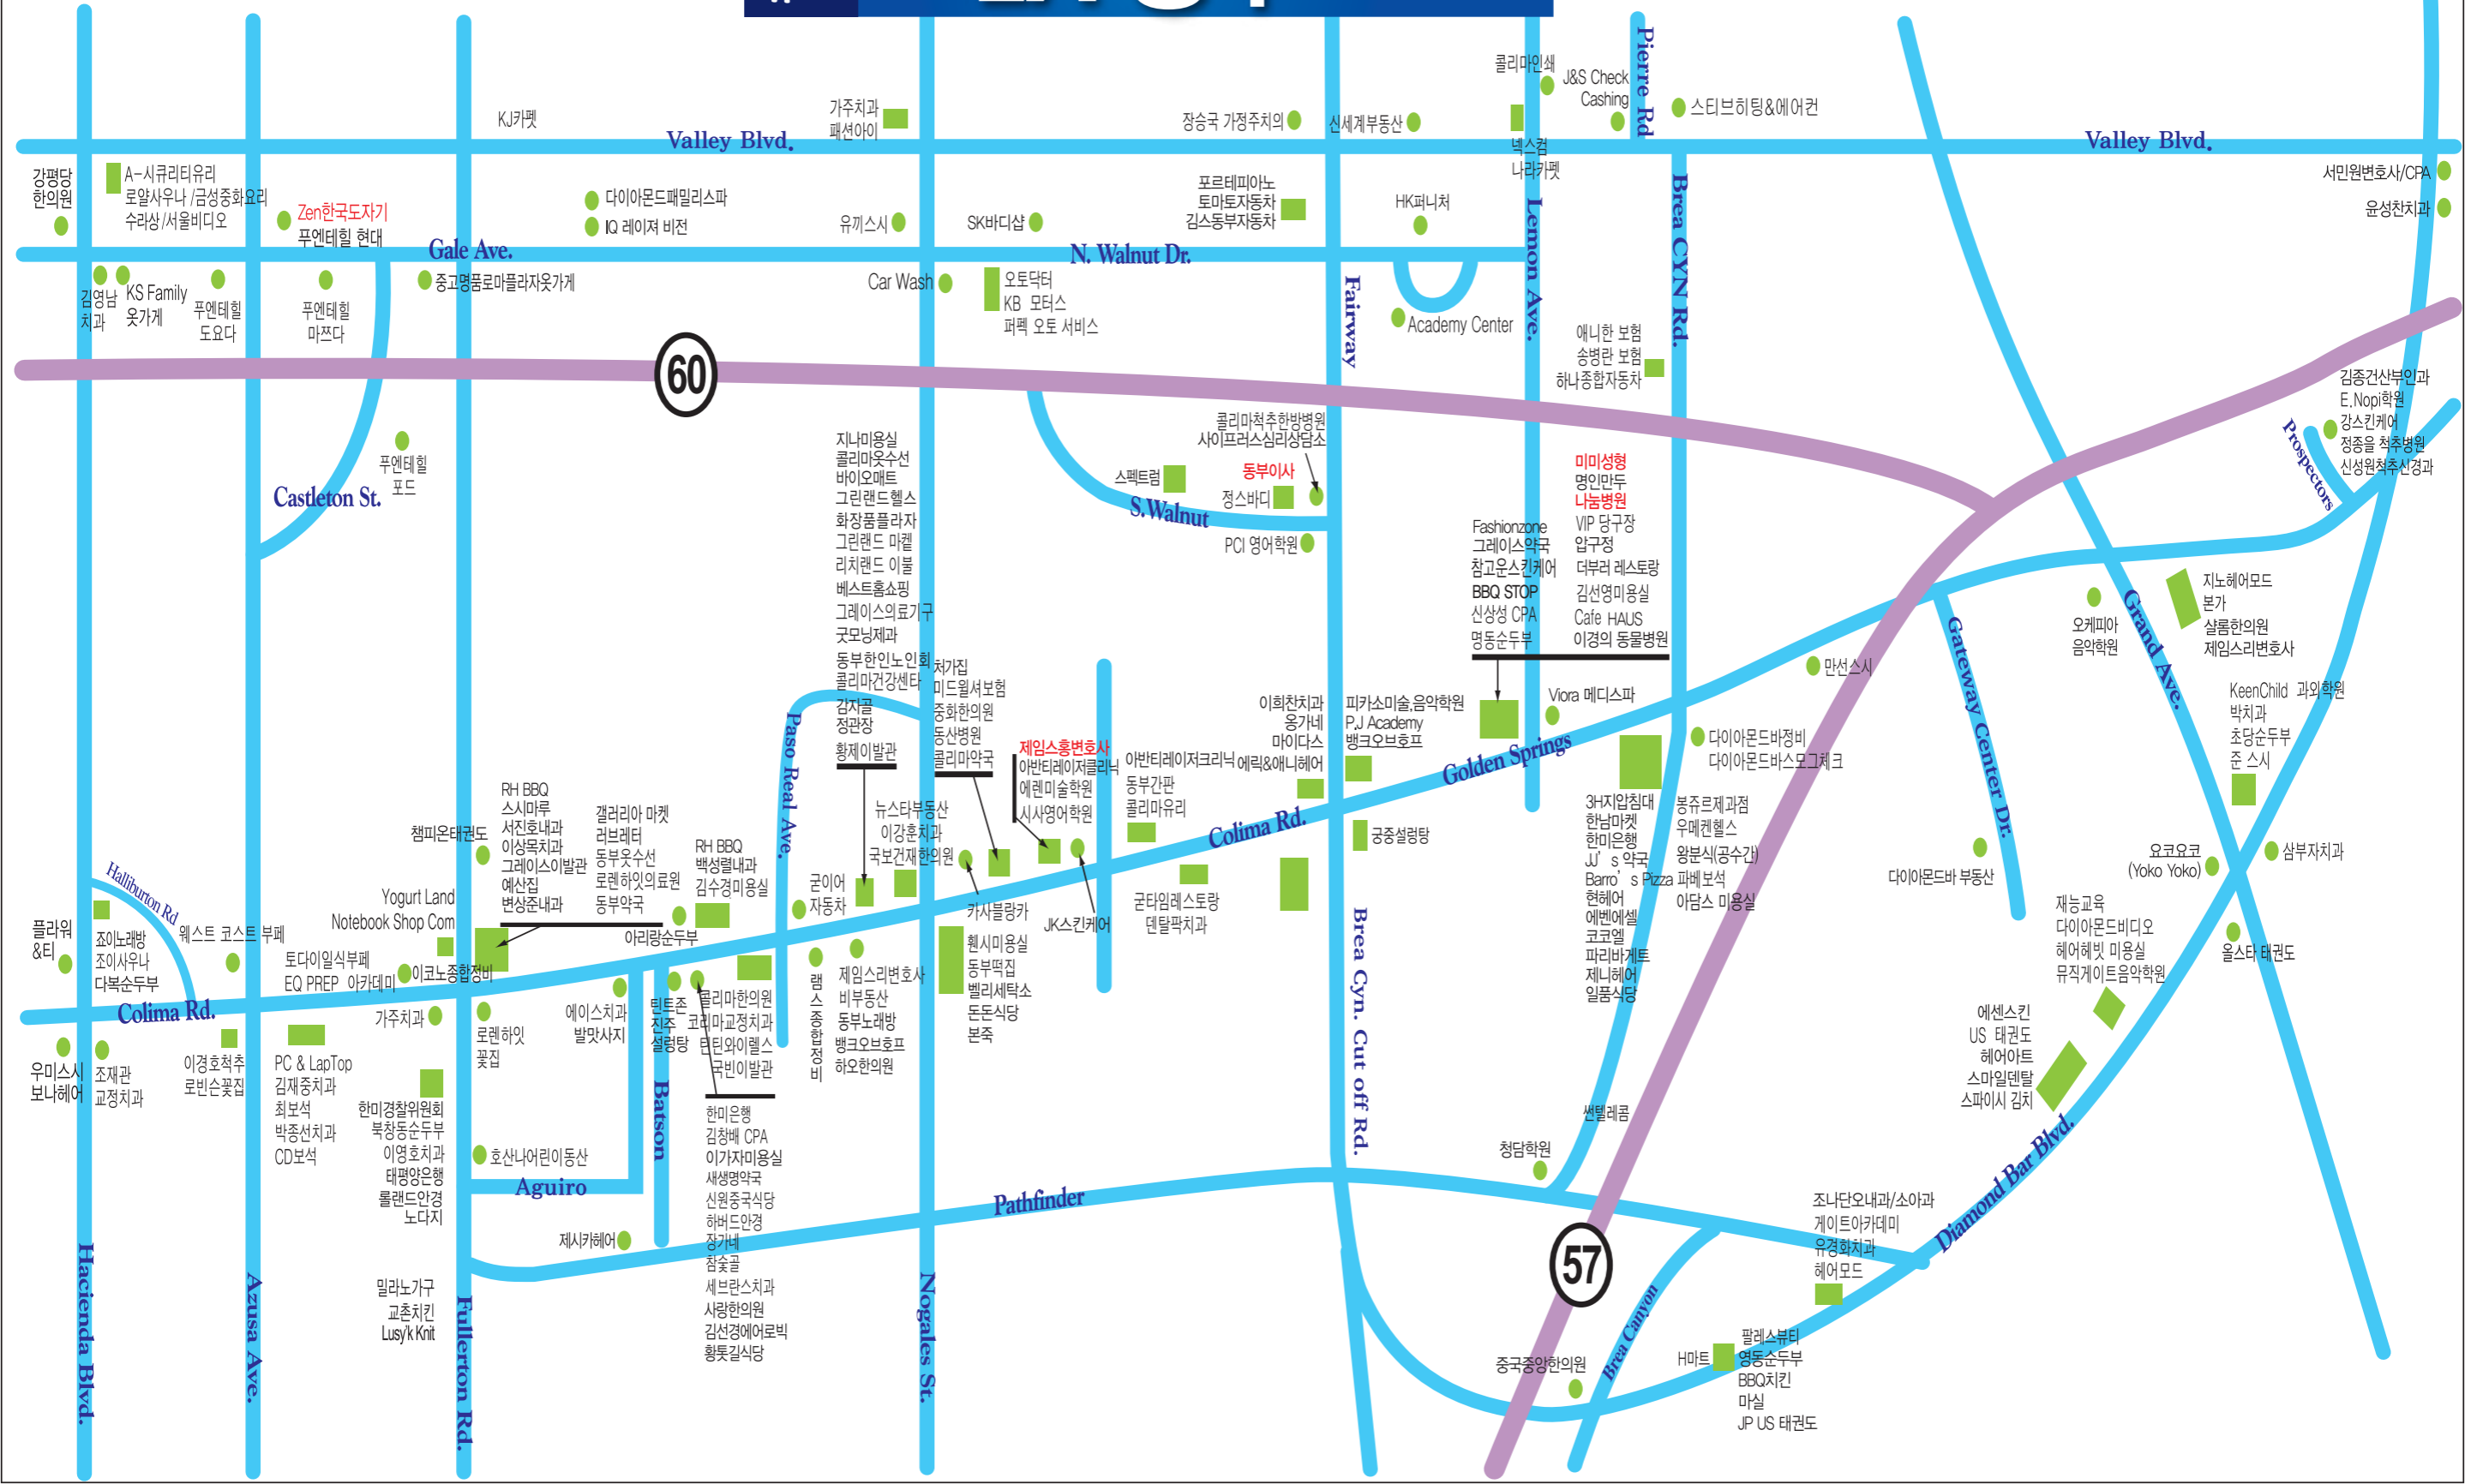 콜리마인쇄
J&S Check
Cashing
Pierre Rd
스티브히팅&에어컨
KJ카펫
가주치과
패션아이
장승국 가정주치의
신세계부동산
Valley Blvd.
Valley Blvd.
넥스컴
나라카펫
강평당
한의원
A-시큐리티유리
로얄사우나 /금성중화요리
수라상/서울비디오
Zen한국도자기
푸엔테힐 현대
다이아몬드패밀리스파
IQ 레이져 비전
유끼스시
SK바디샵
포르테피아노
토마토자동차
김스동부자동차
HK퍼니처
Lemon Ave.
Brea CYN Rd.
서민원변호사/CPA
윤성찬치과
Gale Ave.
N. Walnut Dr.
김영남
치과
KS Family
옷가게
푸엔테힐
도요다
푸엔테힐
마쯔다
중고명품로마플라자옷가게
Car Wash
오토닥터
KB 모터스
퍼펙 오토 서비스
Fairway
Academy Center
애니한 보험
송병란 보험
하나종합자동차
60
김종건산부인과
E.Nopi학원
강스킨케어
정종을 척추병원
신성원척추신경과
Prospectors
푸엔테힐
포드
Castleton St.
지나미용실
콜리마옷수선
바이오매트
그린랜드헬스
화장품플라자
그린랜드 마켙
리치랜드 이불
베스트홈쇼핑
그레이스의료기구
굿모닝제과
동부한인노인회
콜리마건강센타
감자골
정관장
황제이발관
스펙트럼
S.Walnut
콜리마척추한방병원
사이프러스심리상담소
동부이사
정스바디
PCI 영어학원
Fashionzone
그레이스약국
참고운스킨케어
BBQ STOP
신상성 CPA
명동순두부
미미성형
명인만두
나눔병원
VIP 당구장
압구정
더부러 레스토랑
김선영미용실
Cafe HAUS
이경의 동물병원
처가집
미드윌셔보험
중화한의원
동산병원
콜리마약국
제임스홍변호사
아반티레이저클리닉
에렌미술학원
시사영어학원
아반티레이저크리닉
동부간판
콜리마유리
이희찬치과
옹가네
마이다스
에릭&애니헤어
피카소미술,음악학원
P.J Academy
뱅크오브호프
Viora 메디스파
만선스시
Golden Springs
Gateway Center Dr.
Grand Ave.
오케피아
음악학원
지노헤어모드
본가
샬롬한의원
제임스리변호사
KeenChild 과외학원
박치과
초당순두부
준 스시
다이아몬드바정비
다이아몬드바스모그체크
Paso Real Ave.
Colima Rd.
궁중설렁탕
3H지압침대
한남마켓
한미은행
JJ's 약국
Barro's Pizza
현헤어
에벤에셀
코코엘
파리바게트
제니헤어
일품식당
봉쥬르제과점
우메켄헬스
왕분식(공수간)
파베보석
아담스 미용실
다이아몬드바 부동산
요코요코
(Yoko Yoko)
삼부자치과
올스타 태권도
챔피온태권도
RH BBQ
스시마루
서진호내과
이상목치과
그레이스이발관
예산집
변상준내과
갤러리아 마켓
러브레터
동부옷수선
로렌하잇의료원
동부약국
RH BBQ
백성렬내과
김수경미용실
뉴스타부동산
이강훈치과
국보건재한의원
굳이어
자동차
카사블랑카
JK스킨케어
굳타임레스토랑
덴탈팍치과
Halliburton Rd
플라워
&티
죠이노래방
조이사우나
다복순두부
웨스트 코스트 부페
Yogurt Land
Notebook Shop Com
토다이일식부페
EQ PREP 아카데미
이코노종합정비
아리랑순두부
Colima Rd.
우미스시
보나헤어
조재관
교정치과
이경호척추
로빈슨꽃집
PC & LapTop
김재중치과
최보석
박종선치과
CD보석
가주치과
로렌하잇
꽃집
에이스치과
발맛사지
틴트존
진주
설렁탕
콜리마한의원
코리마교정치과
틴틴와이렐스
국빈이발관
램스종합정비
제임스리변호사
비부동산
동부노래방
뱅크오브호프
하오한의원
휀시미용실
동부떡집
벨리세탁소
돈돈식당
본죽
Brea Cyn. Cut off Rd.
재능교육
다이아몬드비디오
헤어헤빗 미용실
뮤직게이트음악학원
에센스킨
US 태권도
헤어아트
스마일덴탈
스파이시 김치
한미경찰위원회
북창동순두부
이영호치과
태평양은행
롤랜드안경
노다지
호산나어린이동산
Aguiro
Batson
한미은행
김창배 CPA
이가자미용실
새생명약국
신원중국식당
하버드안경
장가네
참숯골
세브란스치과
사랑한의원
김선경에어로빅
황톳길식당
Pathfinder
썬텔레콤
청담학원
제시카헤어
57
조나단오내과/소아과
게이트아카데미
유경화치과
헤어모드
Diamond Bar Blvd.
밀라노가구
교촌치킨
Lusy'k Knit
Hacienda Blvd.
Azusa Ave.
Fullerton Rd.
Nogales St.
중국중앙한의원
Brea Canyon
H마트
팔레스뷰티
영동순두부
BBQ치킨
마실
JP US 태권도